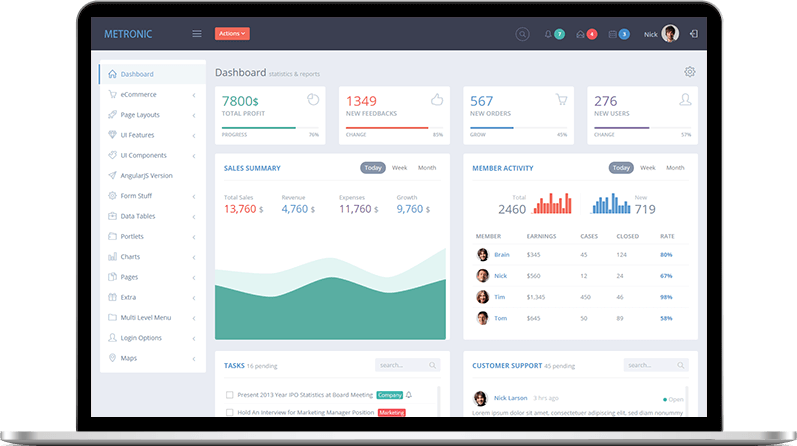 METRONIC Actions 7 4 3 Nick
Dashboard
eCommerce
Page Layouts
UI Features
UI Components
AngularJS Version
Form Stuff
Data Tables
Portlets
Charts
Pages
Extra
Multi Level Menu
Login Options
Maps
Dashboard statistics & reports
7800$
TOTAL PROFIT
PROGRESS 76%
1349
NEW FEEDBACKS
CHANGE 85%
567
NEW ORDERS
GROW 45%
276
NEW USERS
CHANGE 57%
SALES SUMMARY Today Week Month
Total Sales Revenue Expenses Growth
13,760 $ 4,760 $ 11,760 $ 9,760 $
MEMBER ACTIVITY Today Week Month
Total New
2460 719
MEMBER EARNINGS CASES CLOSED RATE
Brain $345 45 124 80%
Nick $560 12 24 67%
Tim $1,345 450 46 98%
Tom $645 50 89 58%
TASKS 16 pending search...
Present 2013 Year IPO Statistics at Board Meeting Company
Hold An Interview for Marketing Manager Position Marketing
CUSTOMER SUPPORT 45 pending search...
Nick Larson 3 hrs ago Open
Lorem ipsum dolor sit amet, consectetuer adipiscing elit, sed diam nonummy